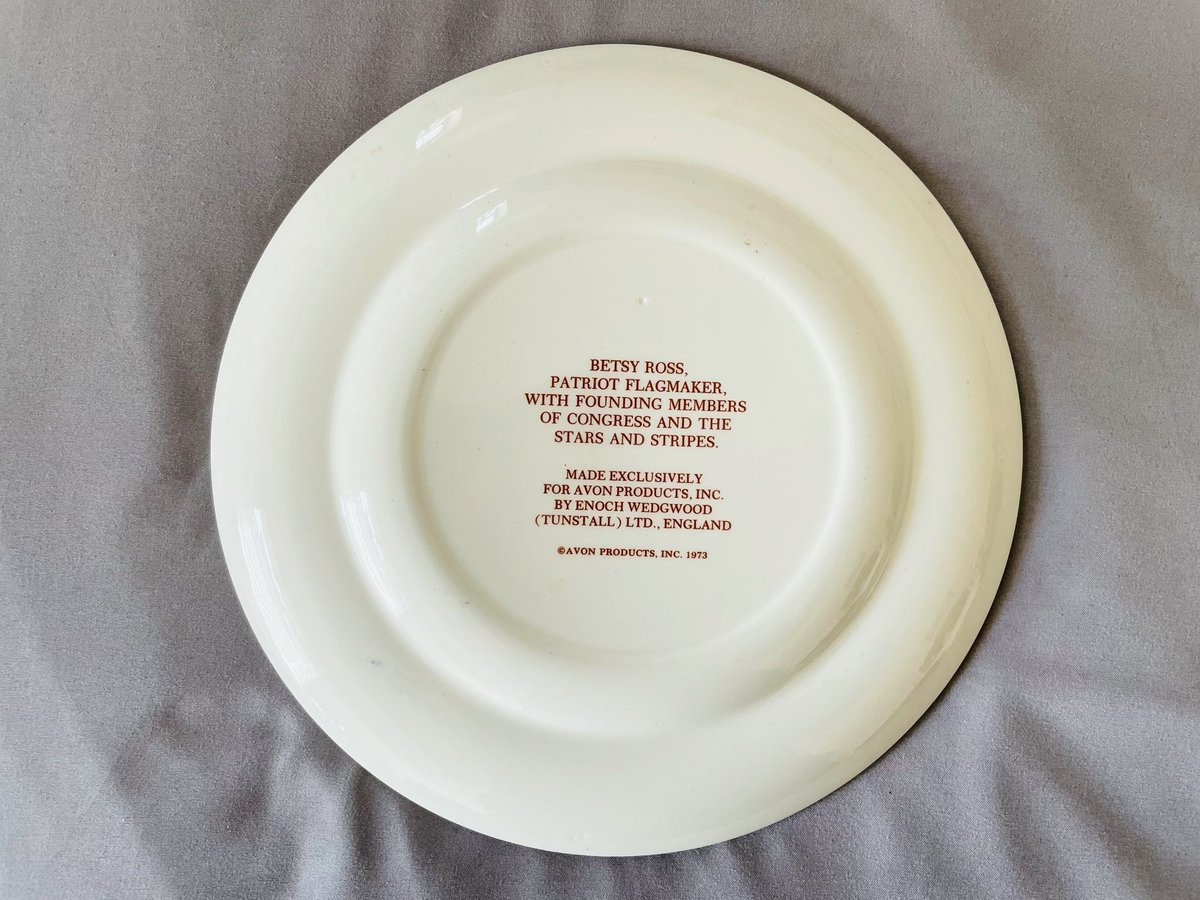 BETSY ROSS,
PATRIOT FLAGMAKER,
WITH FOUNDING MEMBERS
OF CONGRESS AND THE
STARS AND STRIPES.
MADE EXCLUSIVELY
FOR AVON PRODUCTS, INC.
BY ENOCH WEDGWOOD
(TUNSTALL) LTD., ENGLAND
©AVON PRODUCTS, INC. 1973